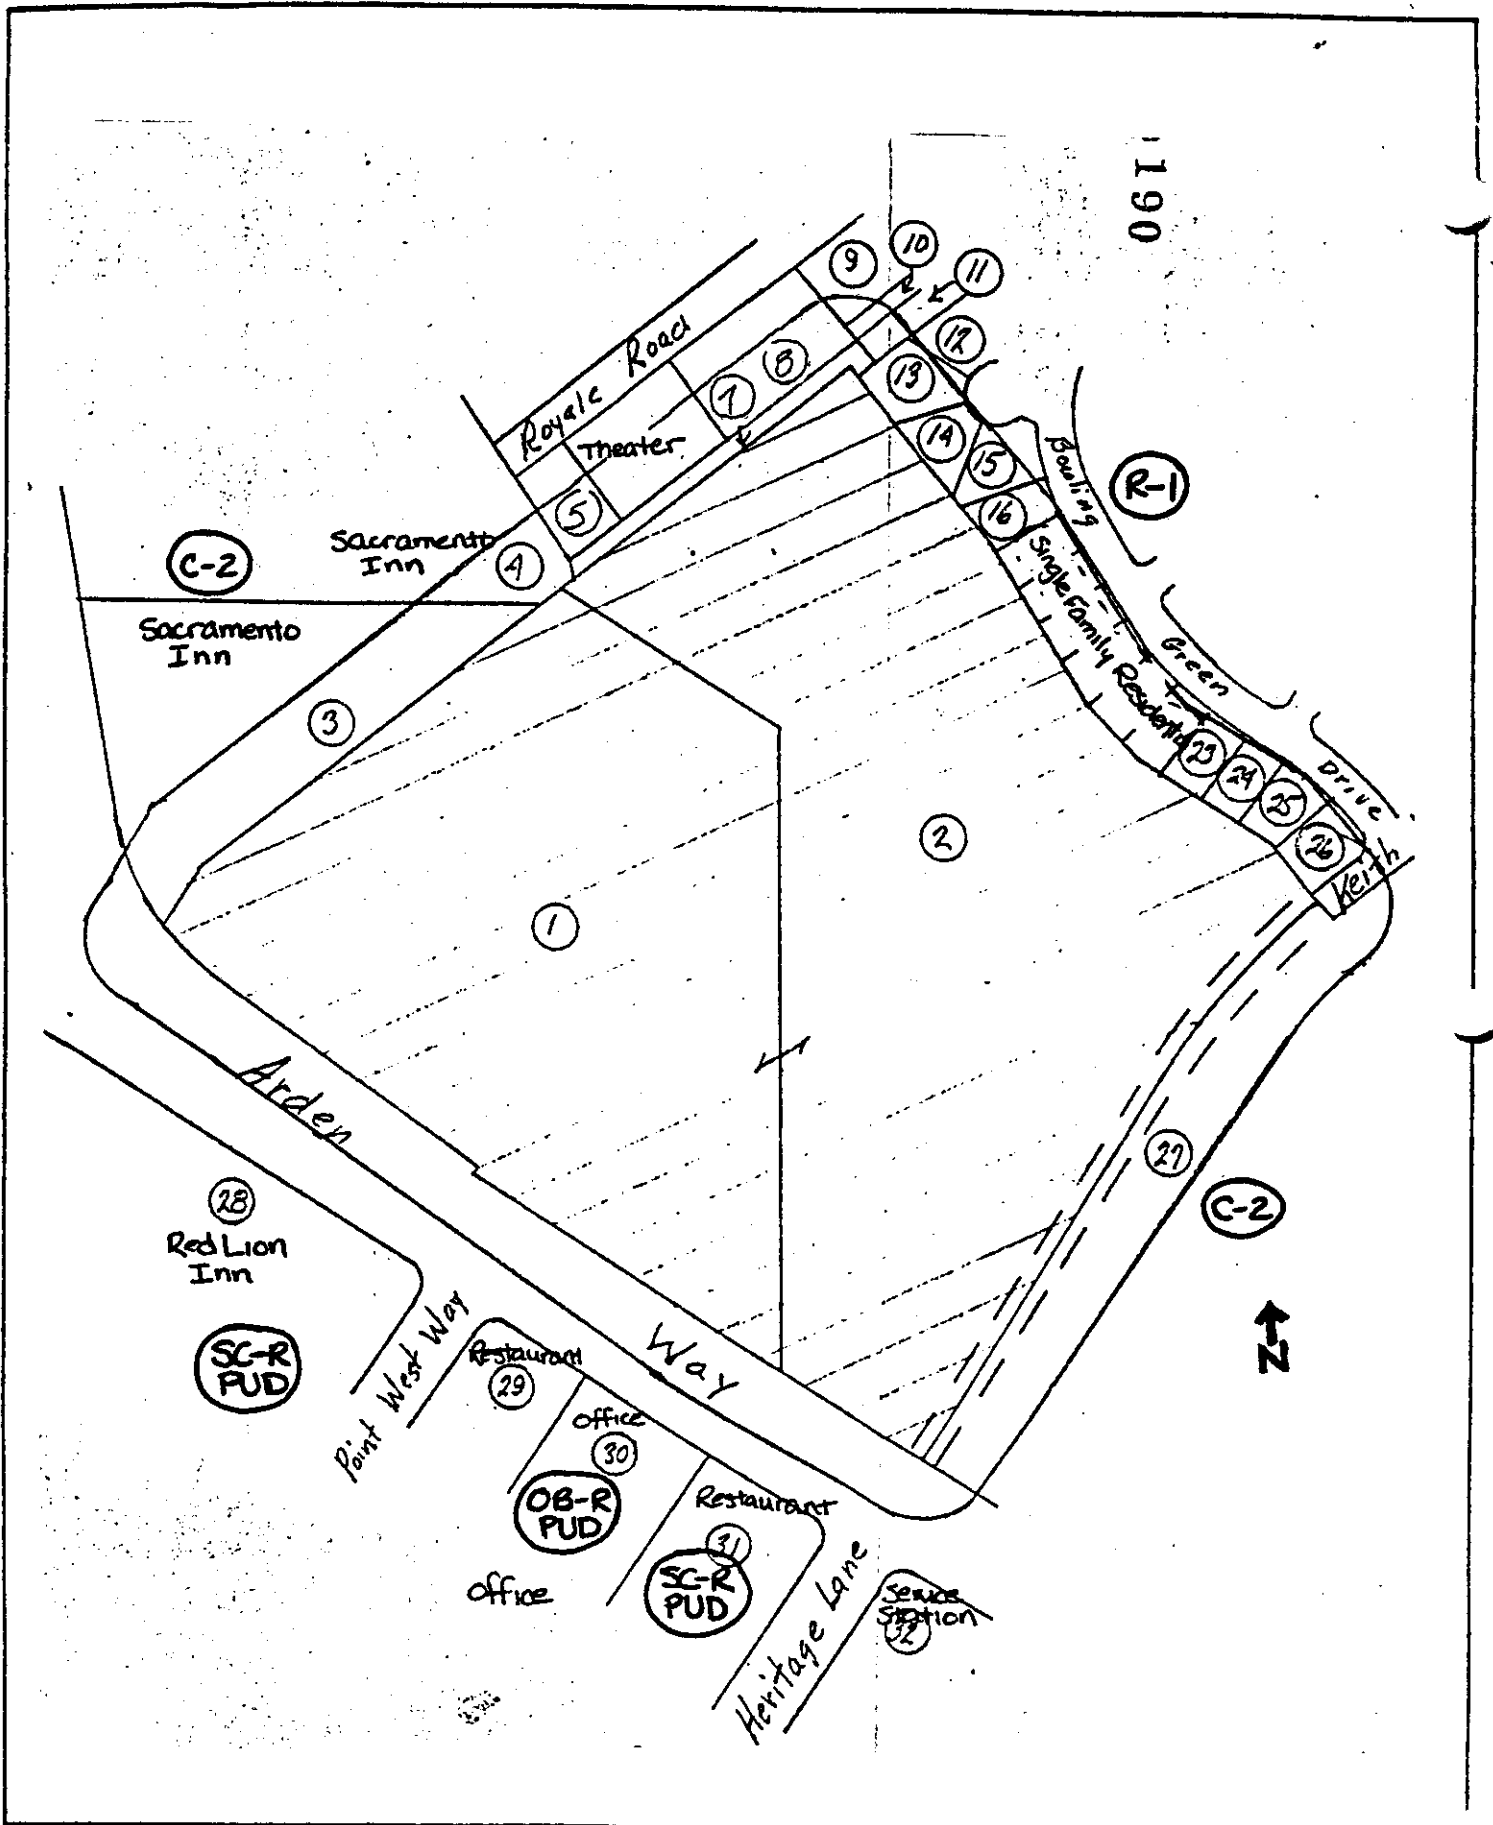 1190
9
10
11
Royale Road
12
8
13
7
Theater
14
Bowling
15
R-1
5
16
Sacramento
Inn
4
C-2
Single Family Residential
Sacramento
Inn
Green
3
23
24
Drive
25
2
26
Keith
1
Arden
27
28
C-2
Red Lion
Inn
N
SC-R
PUD
Point West Way
Restaurant
29
Way
Office
30
OB-R
PUD
Restaurant
31
SC-R
PUD
Office
Heritage Lane
Service
Station
32